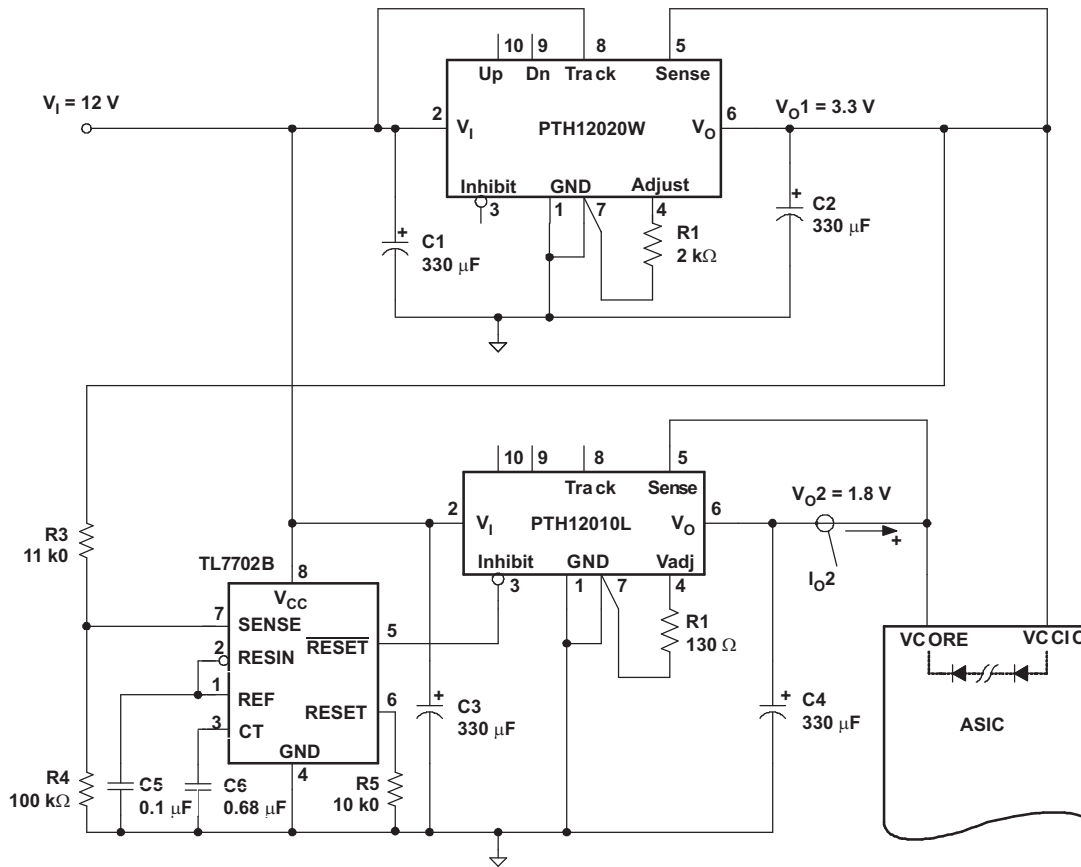 10 9 8 5
Up Dn Track Sense
V_I = 12 V
2 V_I PTH12020W V_O 6
V_O1 = 3.3 V
Inhibit GND Adjust
3 1 7 4
C1
330 μF
R1
2 kΩ
C2
330 μF
10 9 8 5
Track Sense
2 V_I PTH12010L V_O 6
V_O2 = 1.8 V
I_O2
+
Inhibit GND Vadj
3 1 7 4
R1
130 Ω
R3
11 k0
TL7702B
8
V_CC
7 SENSE
2 RESIN
1 REF
3 CT
RESET 5
RESET 6
GND
4
R4
100 kΩ
C5
0.1 μF
C6
0.68 μF
R5
10 k0
C3
330 μF
C4
330 μF
VCORE VCCIO
ASIC